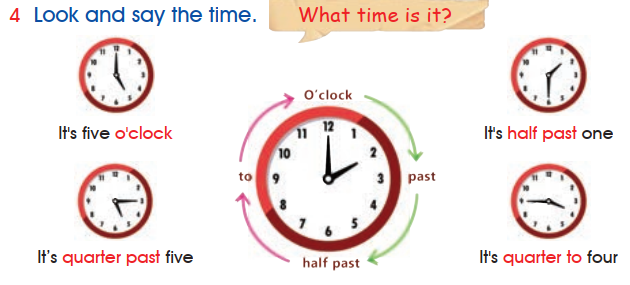 4 Look and say the time.
What time is it?
It's five o'clock
It's half past one
O'clock
to
past
half past
12
1
2
3
4
5
6
7
8
9
10
11
It's quarter past five
It's quarter to four